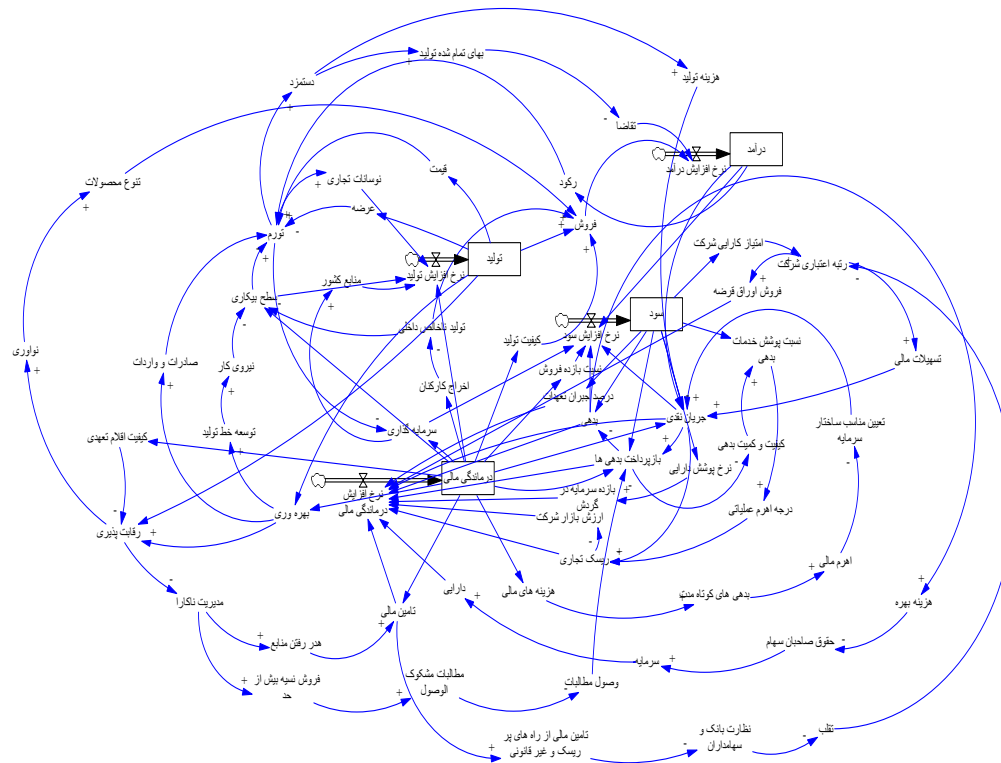 بهای تمام شده تولید
دستمزد
هزینه تولید
تقاضا
درآمد
نرخ افزایش درآمد
تنوع محصولات
قیمت
نوسانات تجاری
رکود
عرضه
فروش
تورم
تولید
نرخ افزایش تولید
امتیاز کارایی شرکت
رتبه اعتباری شرکت
منابع کشور
سطح بیکاری
فروش اوراق قرضه
سود
نرخ افزایش سود
تولید ناخالص داخلی
کیفیت تولید
نسبت پوشش خدمات
بدهی
نوآوری
صادرات و واردات
نیروی کار
نسبت بازده فروش
تسهیلات مالی
اخراج کارکنان
درصد جبران تعهدات
بدهی
جریان نقدی
تعیین مناسب ساختار
سرمایه
توسعه خط تولید
سرمایه گذاری
کیفیت اقلام تعهدی
کیفیت و کمیت بدهی
بازپرداخت بدهی ها
نرخ پوشش دارایی
درماندگی مالی
نرخ افزایش
درماندگی مالی
بازده سرمایه در
گردش
ارزش بازار شرکت
درجه اهرم عملیاتی
بهره وری
رقابت پذیری
ریسک تجاری
اهرم مالی
هزینه های مالی
دارایی
بدهی های کوتاه مدت
هزینه بهره
مدیریت ناکارا
تامین مالی
هدر رفتن منابع
حقوق صاحبان سهام
سرمایه
فروش نسیه بیش از
حد
مطالبات مشکوک
الوصول
وصول مطالبات
تامین مالی از راه های پر
ریسک و غیر قانونی
نظارت بانک و
سهامداران
تقلب